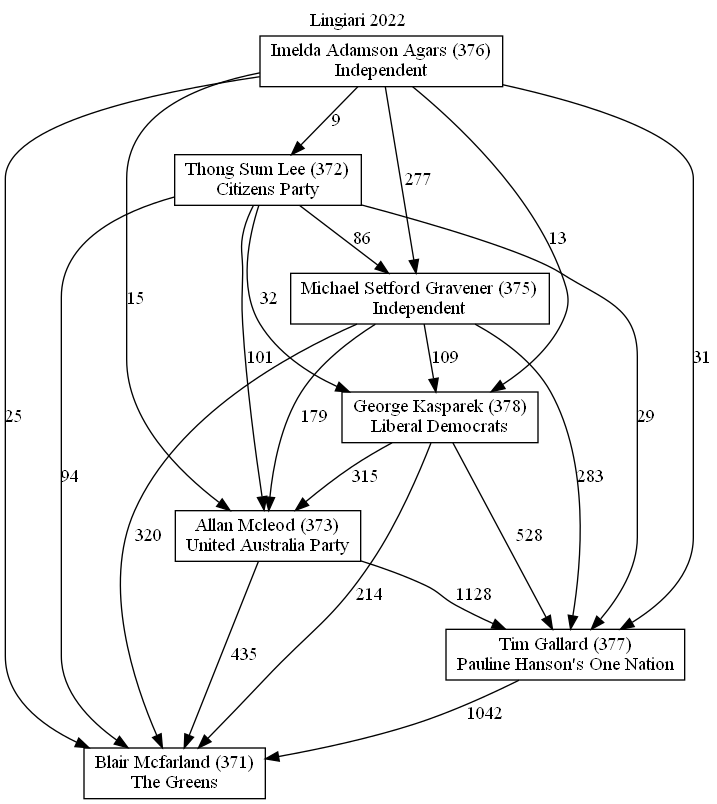 Lingiari 2022
Imelda Adamson Agars (376)
Independent
9
Thong Sum Lee (372)
Citizens Party
277
86
13
Michael Setford Gravener (375)
Independent
15
32
101
109
31
George Kasparek (378)
Liberal Democrats
25
179
29
94
315
283
Allan Mcleod (373)
United Australia Party
320
528
214
1128
435
Tim Gallard (377)
Pauline Hanson's One Nation
1042
Blair Mcfarland (371)
The Greens